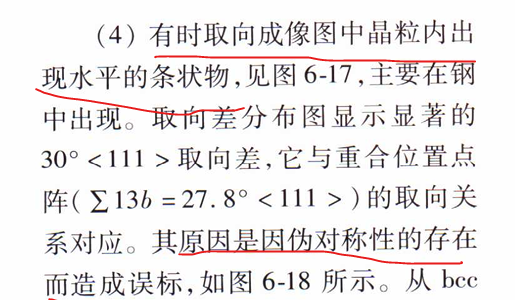 (4) 有时取向成像图中晶粒内出
现水平的条状物,见图 6-17,主要在钢
中出现。取向差分布图显示显著的
30° <111>取向差,它与重合位置点
阵(∑13b = 27.8° <111>)的取向关
系对应。其原因是因伪对称性的存在
而造成误标,如图 6-18 所示。从 bcc